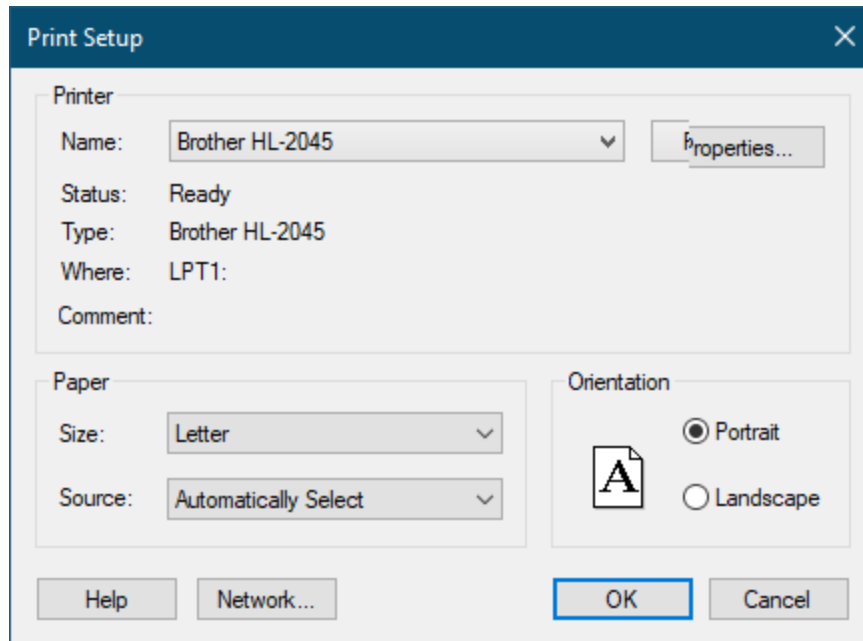 Print Setup
Printer
Name: Brother HL-2045 Properties...
Status: Ready
Type: Brother HL-2045
Where: LPT1:
Comment:
Paper Orientation
Size: Letter Portrait
A
Source: Automatically Select Landscape
Help Network... OK Cancel